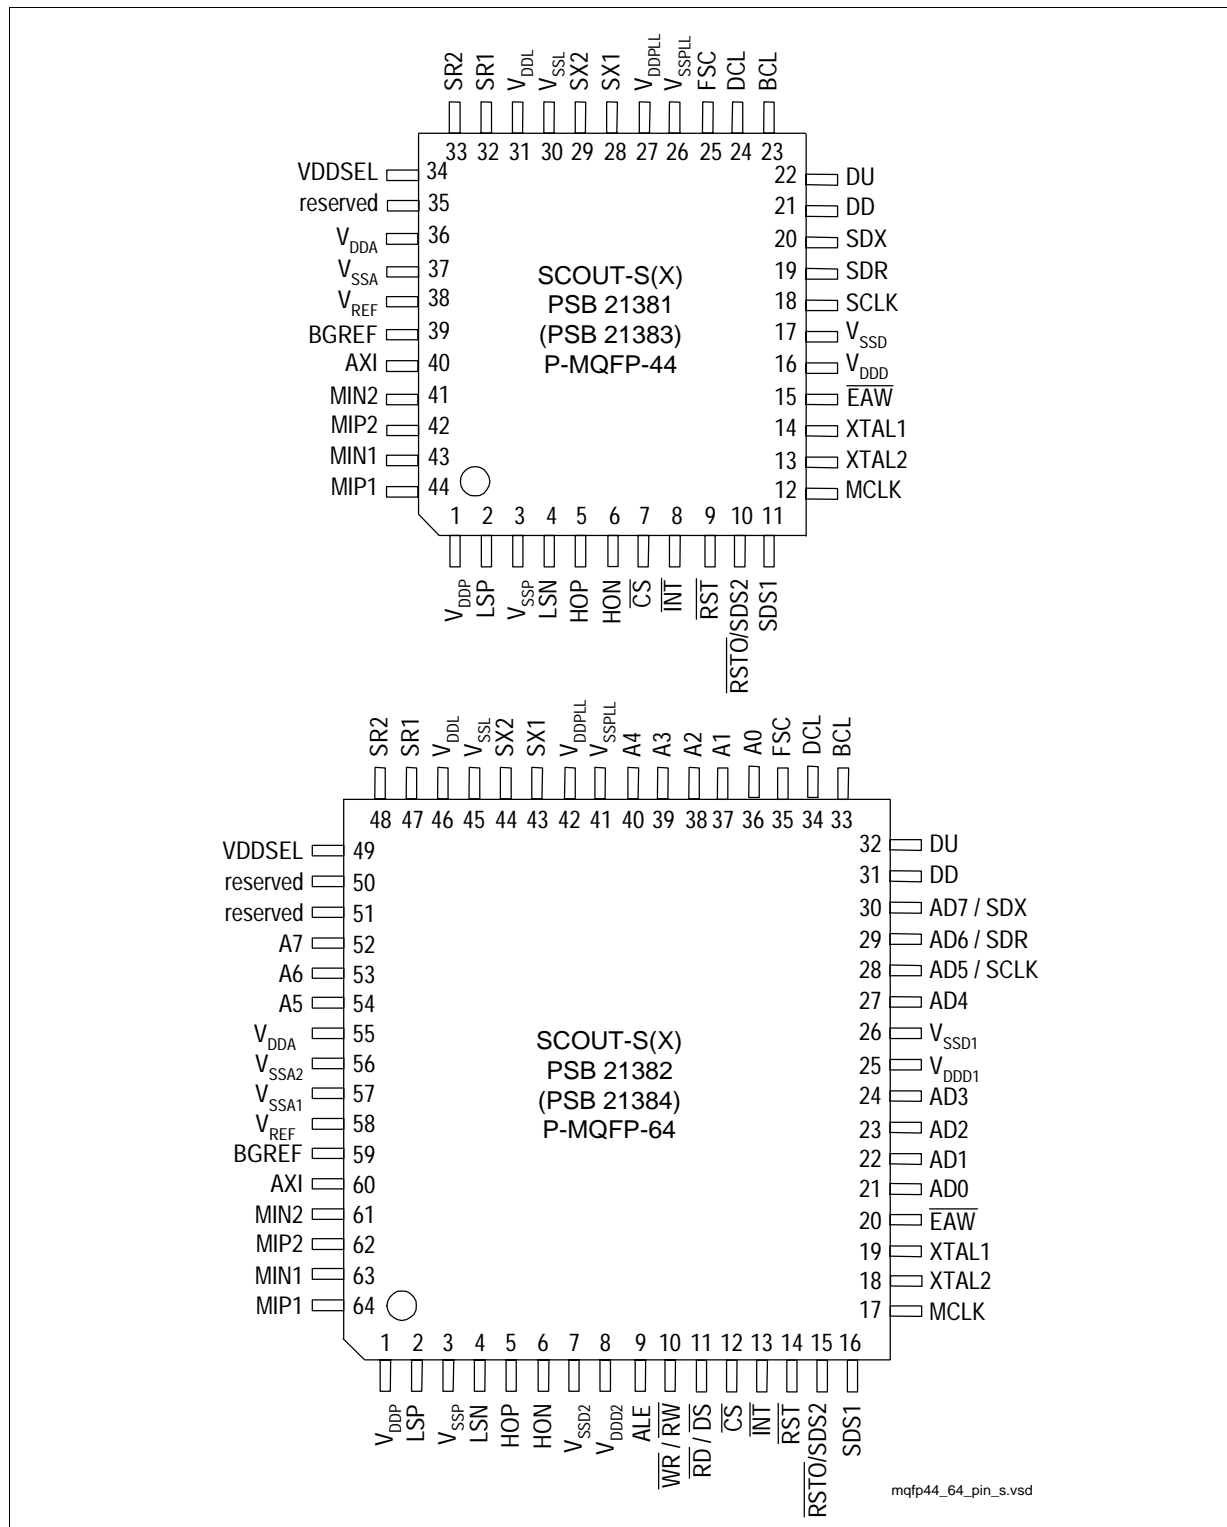 SR2 SR1 VDDL VSSL SX2 SX1 VDDPLL VSSPLL FSC DCL BCL
33 32 31 30 29 28 27 26 25 24 23
VDDSEL 34
reserved 35
VDDA 36
VSSA 37
VREF 38
BGREF 39
AXI 40
MIN2 41
MIP2 42
MIN1 43
MIP1 44
SCOUT-S(X)
PSB 21381
(PSB 21383)
P-MQFP-44
22 DU
21 DD
20 SDX
19 SDR
18 SCLK
17 VSSD
16 VDDD
15 EAW
14 XTAL1
13 XTAL2
12 MCLK
1 2 3 4 5 6 7 8 9 10 11
VDDP LSP VSSP LSN HOP HON CS INT RST RSTO/SDS2 SDS1
SR2 SR1 VDDL VSSL SX2 SX1 VDDPLL VSSPLL A4 A3 A2 A1 A0 FSC DCL BCL
48 47 46 45 44 43 42 41 40 39 38 37 36 35 34 33
VDDSEL 49
reserved 50
reserved 51
A7 52
A6 53
A5 54
VDDA 55
VSSA2 56
VSSA1 57
VREF 58
BGREF 59
AXI 60
MIN2 61
MIP2 62
MIN1 63
MIP1 64
SCOUT-S(X)
PSB 21382
(PSB 21384)
P-MQFP-64
32 DU
31 DD
30 AD7 / SDX
29 AD6 / SDR
28 AD5 / SCLK
27 AD4
26 VSSD1
25 VDDD1
24 AD3
23 AD2
22 AD1
21 AD0
20 EAW
19 XTAL1
18 XTAL2
17 MCLK
1 2 3 4 5 6 7 8 9 10 11 12 13 14 15 16
VDDP LSP VSSP LSN HOP HON VSSD2 VDDD2 ALE WR / RW RD / DS CS INT RST RSTO/SDS2 SDS1
mqfp44_64_pin_s.vsd